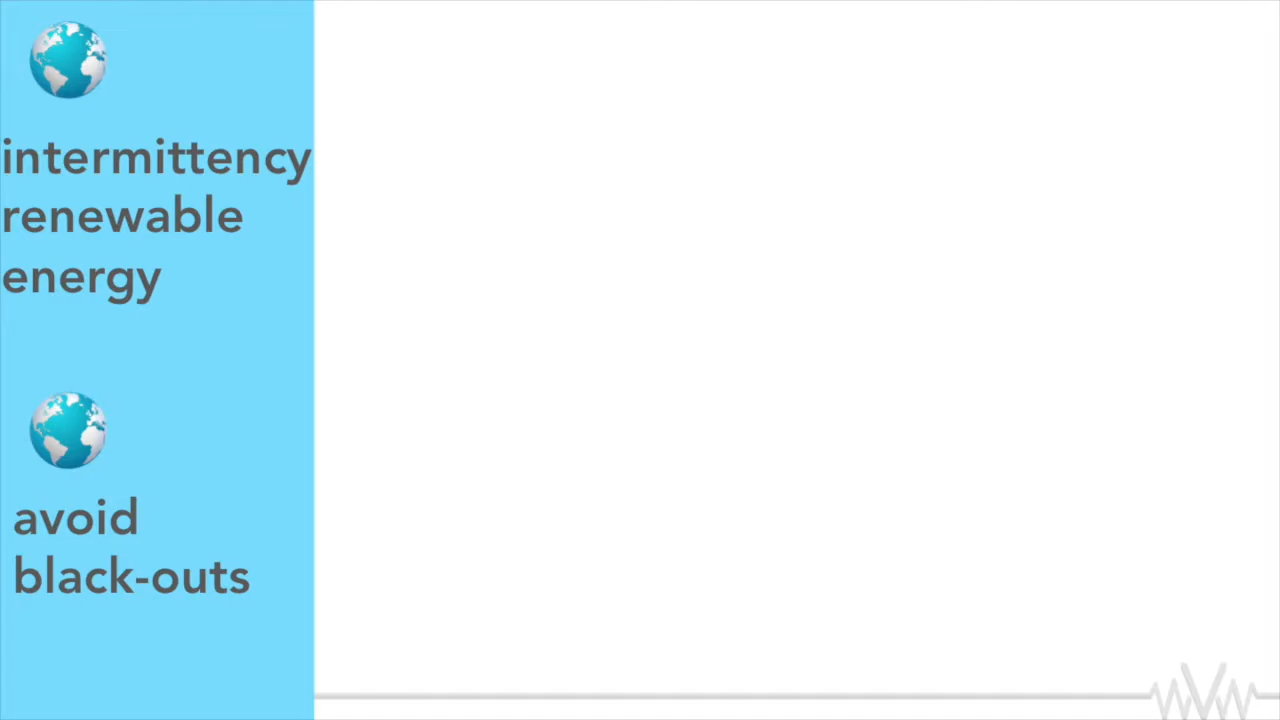 intermittency
renewable
energy
avoid
black-outs